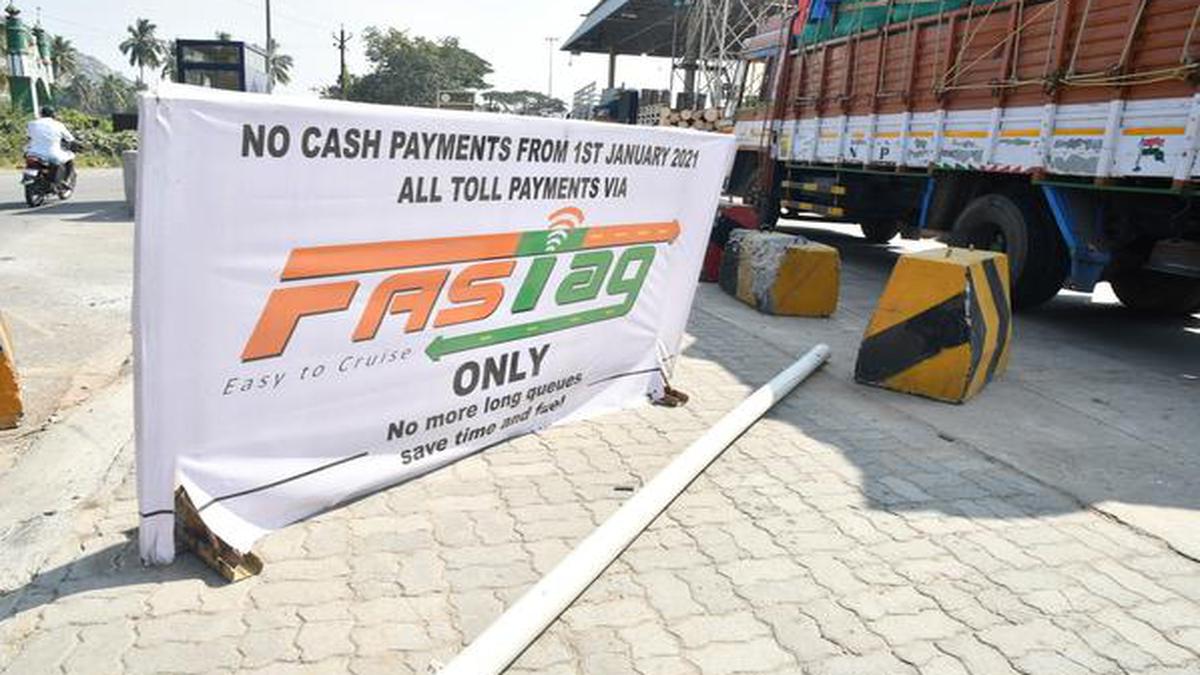 NO CASH PAYMENTS FROM 1ST JANUARY 2021
ALL TOLL PAYMENTS VIA
FASTag
Easy to Cruise
ONLY
No more long queues
save time and fuel